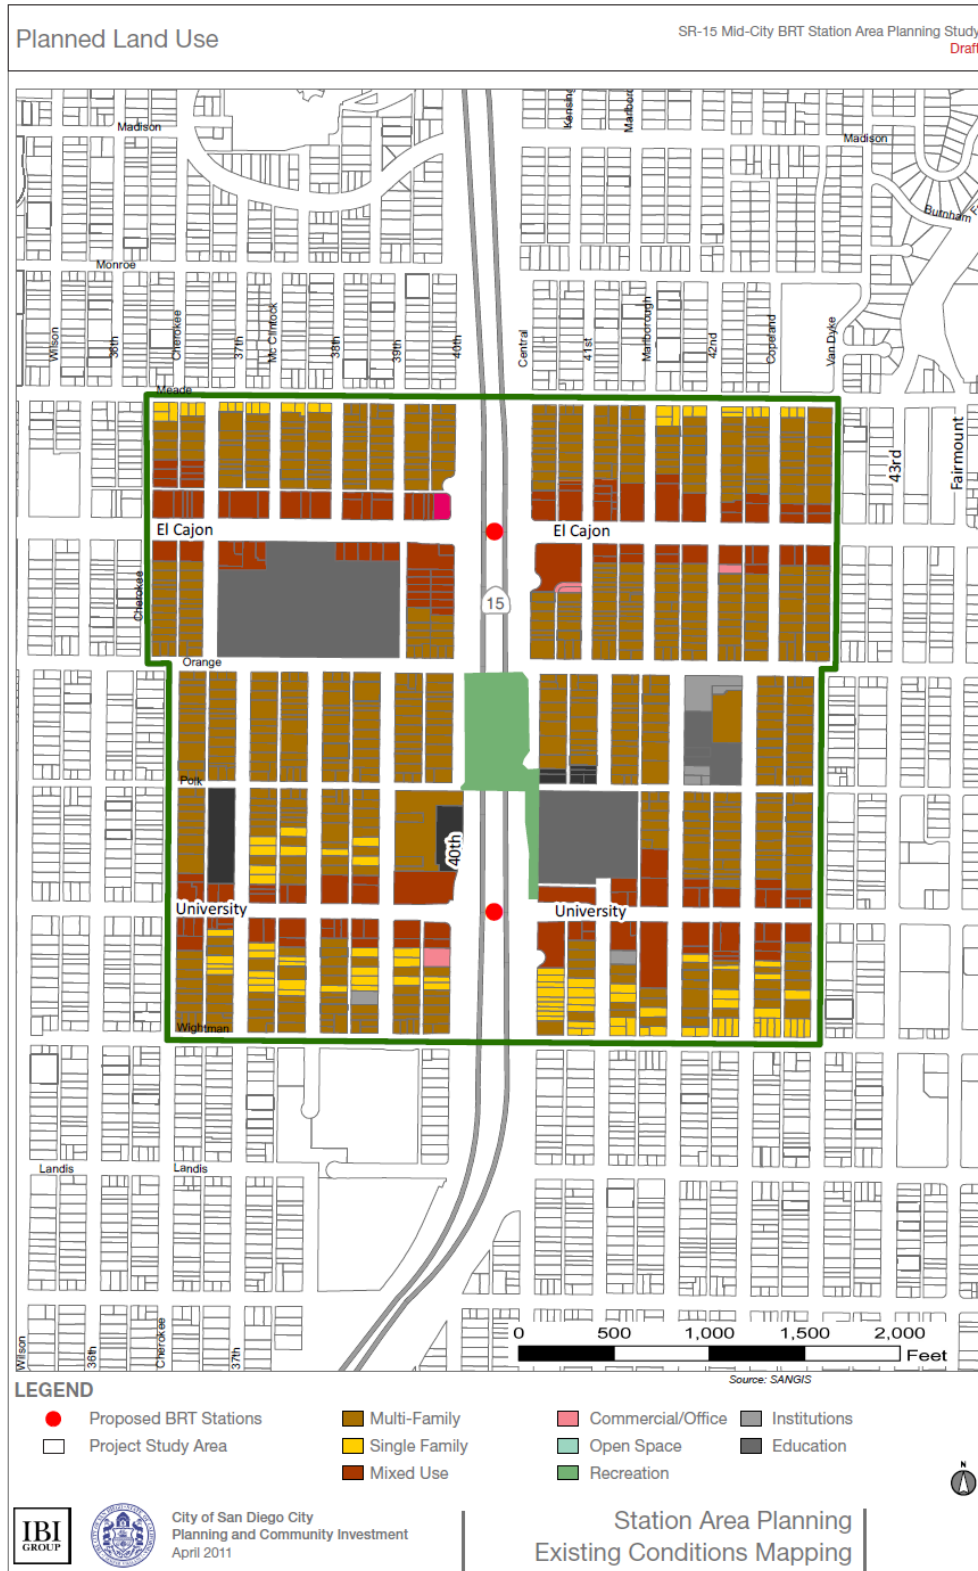 Planned Land Use
SR-15 Mid-City BRT Station Area Planning Study
Draft
Kensing
Marlboro
Madison
Madison
Burnham
Monroe
Wilson
36th
Cherokee
37th
Mc Clintock
38th
39th
40th
Central
41st
Marlborough
42nd
Copeland
Van Dyke
Meade
43rd
Fairmount
El Cajon
El Cajon
Cherokee
15
Orange
Polk
40th
University
University
Wightman
Landis
Landis
Wilson
36th
Cherokee
37th
0 500 1,000 1,500 2,000
Feet
Source: SANGIS
LEGEND
Proposed BRT Stations
Project Study Area
Multi-Family
Single Family
Mixed Use
Commercial/Office
Open Space
Recreation
Institutions
Education
N
IBI
GROUP
City of San Diego City
Planning and Community Investment
April 2011
Station Area Planning
Existing Conditions Mapping